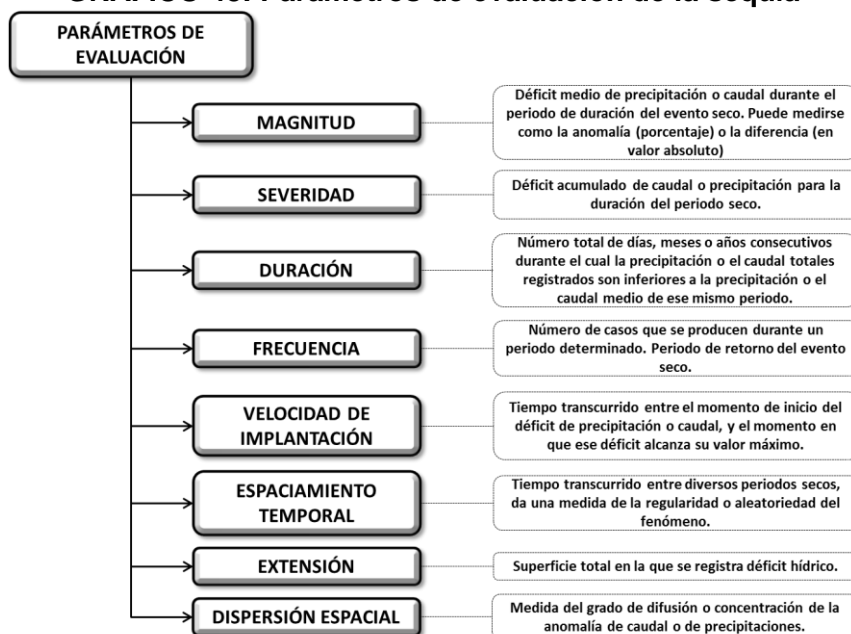 Parámetros de evaluación de la sequía
PARÁMETROS DE
EVALUACIÓN
MAGNITUD
Déficit medio de precipitación o caudal durante el
periodo de duración del evento seco. Puede medirse
como la anomalía (porcentaje) o la diferencia (en
valor absoluto)
SEVERIDAD
Déficit acumulado de caudal o precipitación para la
duración del periodo seco.
DURACIÓN
Número total de días, meses o años consecutivos
durante el cual la precipitación o el caudal totales
registrados son inferiores a la precipitación o el
caudal medio de ese mismo periodo.
FRECUENCIA
Número de casos que se producen durante un
periodo determinado. Periodo de retorno del evento
seco.
VELOCIDAD DE
IMPLANTACIÓN
Tiempo transcurrido entre el momento de inicio del
déficit de precipitación o caudal, y el momento en
que ese déficit alcanza su valor máximo.
ESPACIAMIENTO
TEMPORAL
Tiempo transcurrido entre diversos periodos secos,
da una medida de la regularidad o aleatoriedad del
fenómeno.
EXTENSIÓN
Superficie total en la que se registra déficit hídrico.
DISPERSIÓN ESPACIAL
Medida del grado de difusión o concentración de la
anomalía de caudal o de precipitaciones.